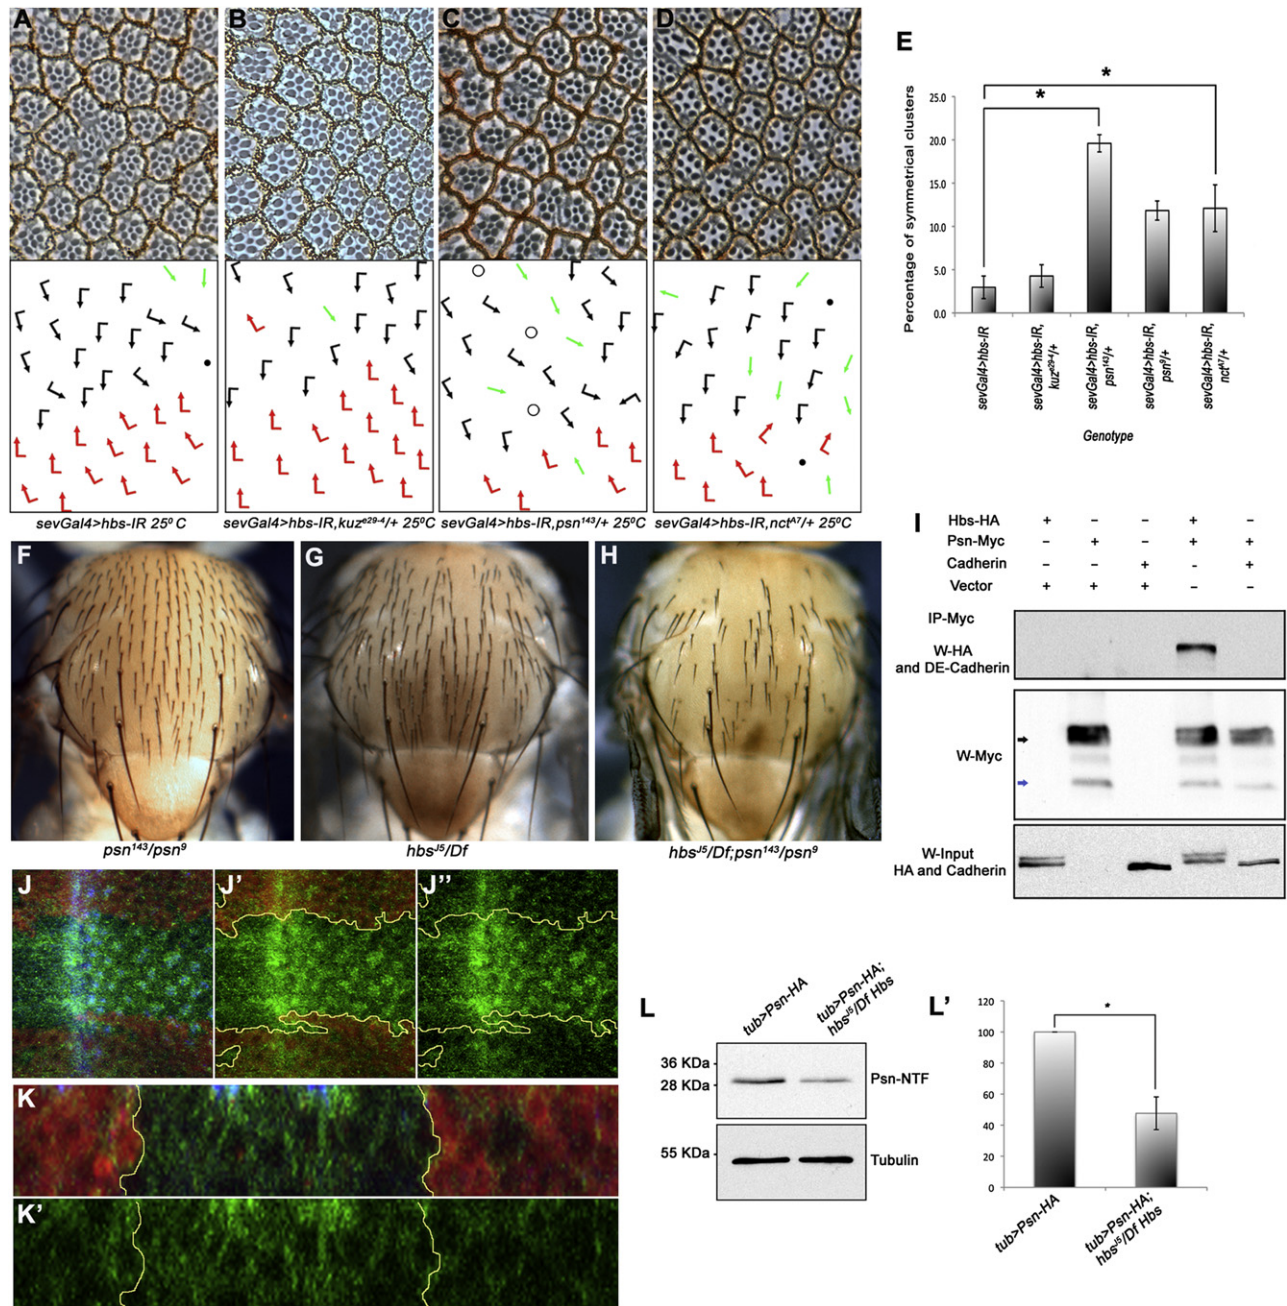 A
B
C
D
sevGal4>hbs-IR 25⁰ C
sevGal4>hbs-IR,kuzᵉ²⁹⁻⁴/+ 25⁰C
sevGal4>hbs-IR,psn¹⁴³/+ 25⁰C
sevGal4>hbs-IR,nctᴬ⁷/+ 25⁰C
E
*
*
Percentage of symmetrical clusters
25.0
20.0
15.0
10.0
5.0
0.0
sevGal4>hbs-IR
sevGal4>hbs-IR,
kuzᵉ²⁹⁻⁴/+
sevGal4>hbs-IR,
psn¹⁴³/+
sevGal4>hbs-IR,
psn⁹/+
sevGal4>hbs-IR,
nctᴬ⁷/+
Genotype
F
G
H
psn¹⁴³/psn⁹
hbsᴶ⁵/Df
hbsᴶ⁵/Df;psn¹⁴³/psn⁹
I
Hbs-HA + – – + –
Psn-Myc – + – + +
Cadherin – – + - +
Vector + + + – –
IP-Myc
W-HA
and DE-Cadherin
W-Myc
W-Input
HA and Cadherin
J
J'
J''
K
K'
L
tub>Psn-HA
tub>Psn-HA;
hbsᴶ⁵/Df Hbs
36 KDa
28 KDa
Psn-NTF
55 KDa
Tubulin
L'
*
120
100
80
60
40
20
0
tub>Psn-HA
tub>Psn-HA;
hbsᴶ⁵/Df Hbs